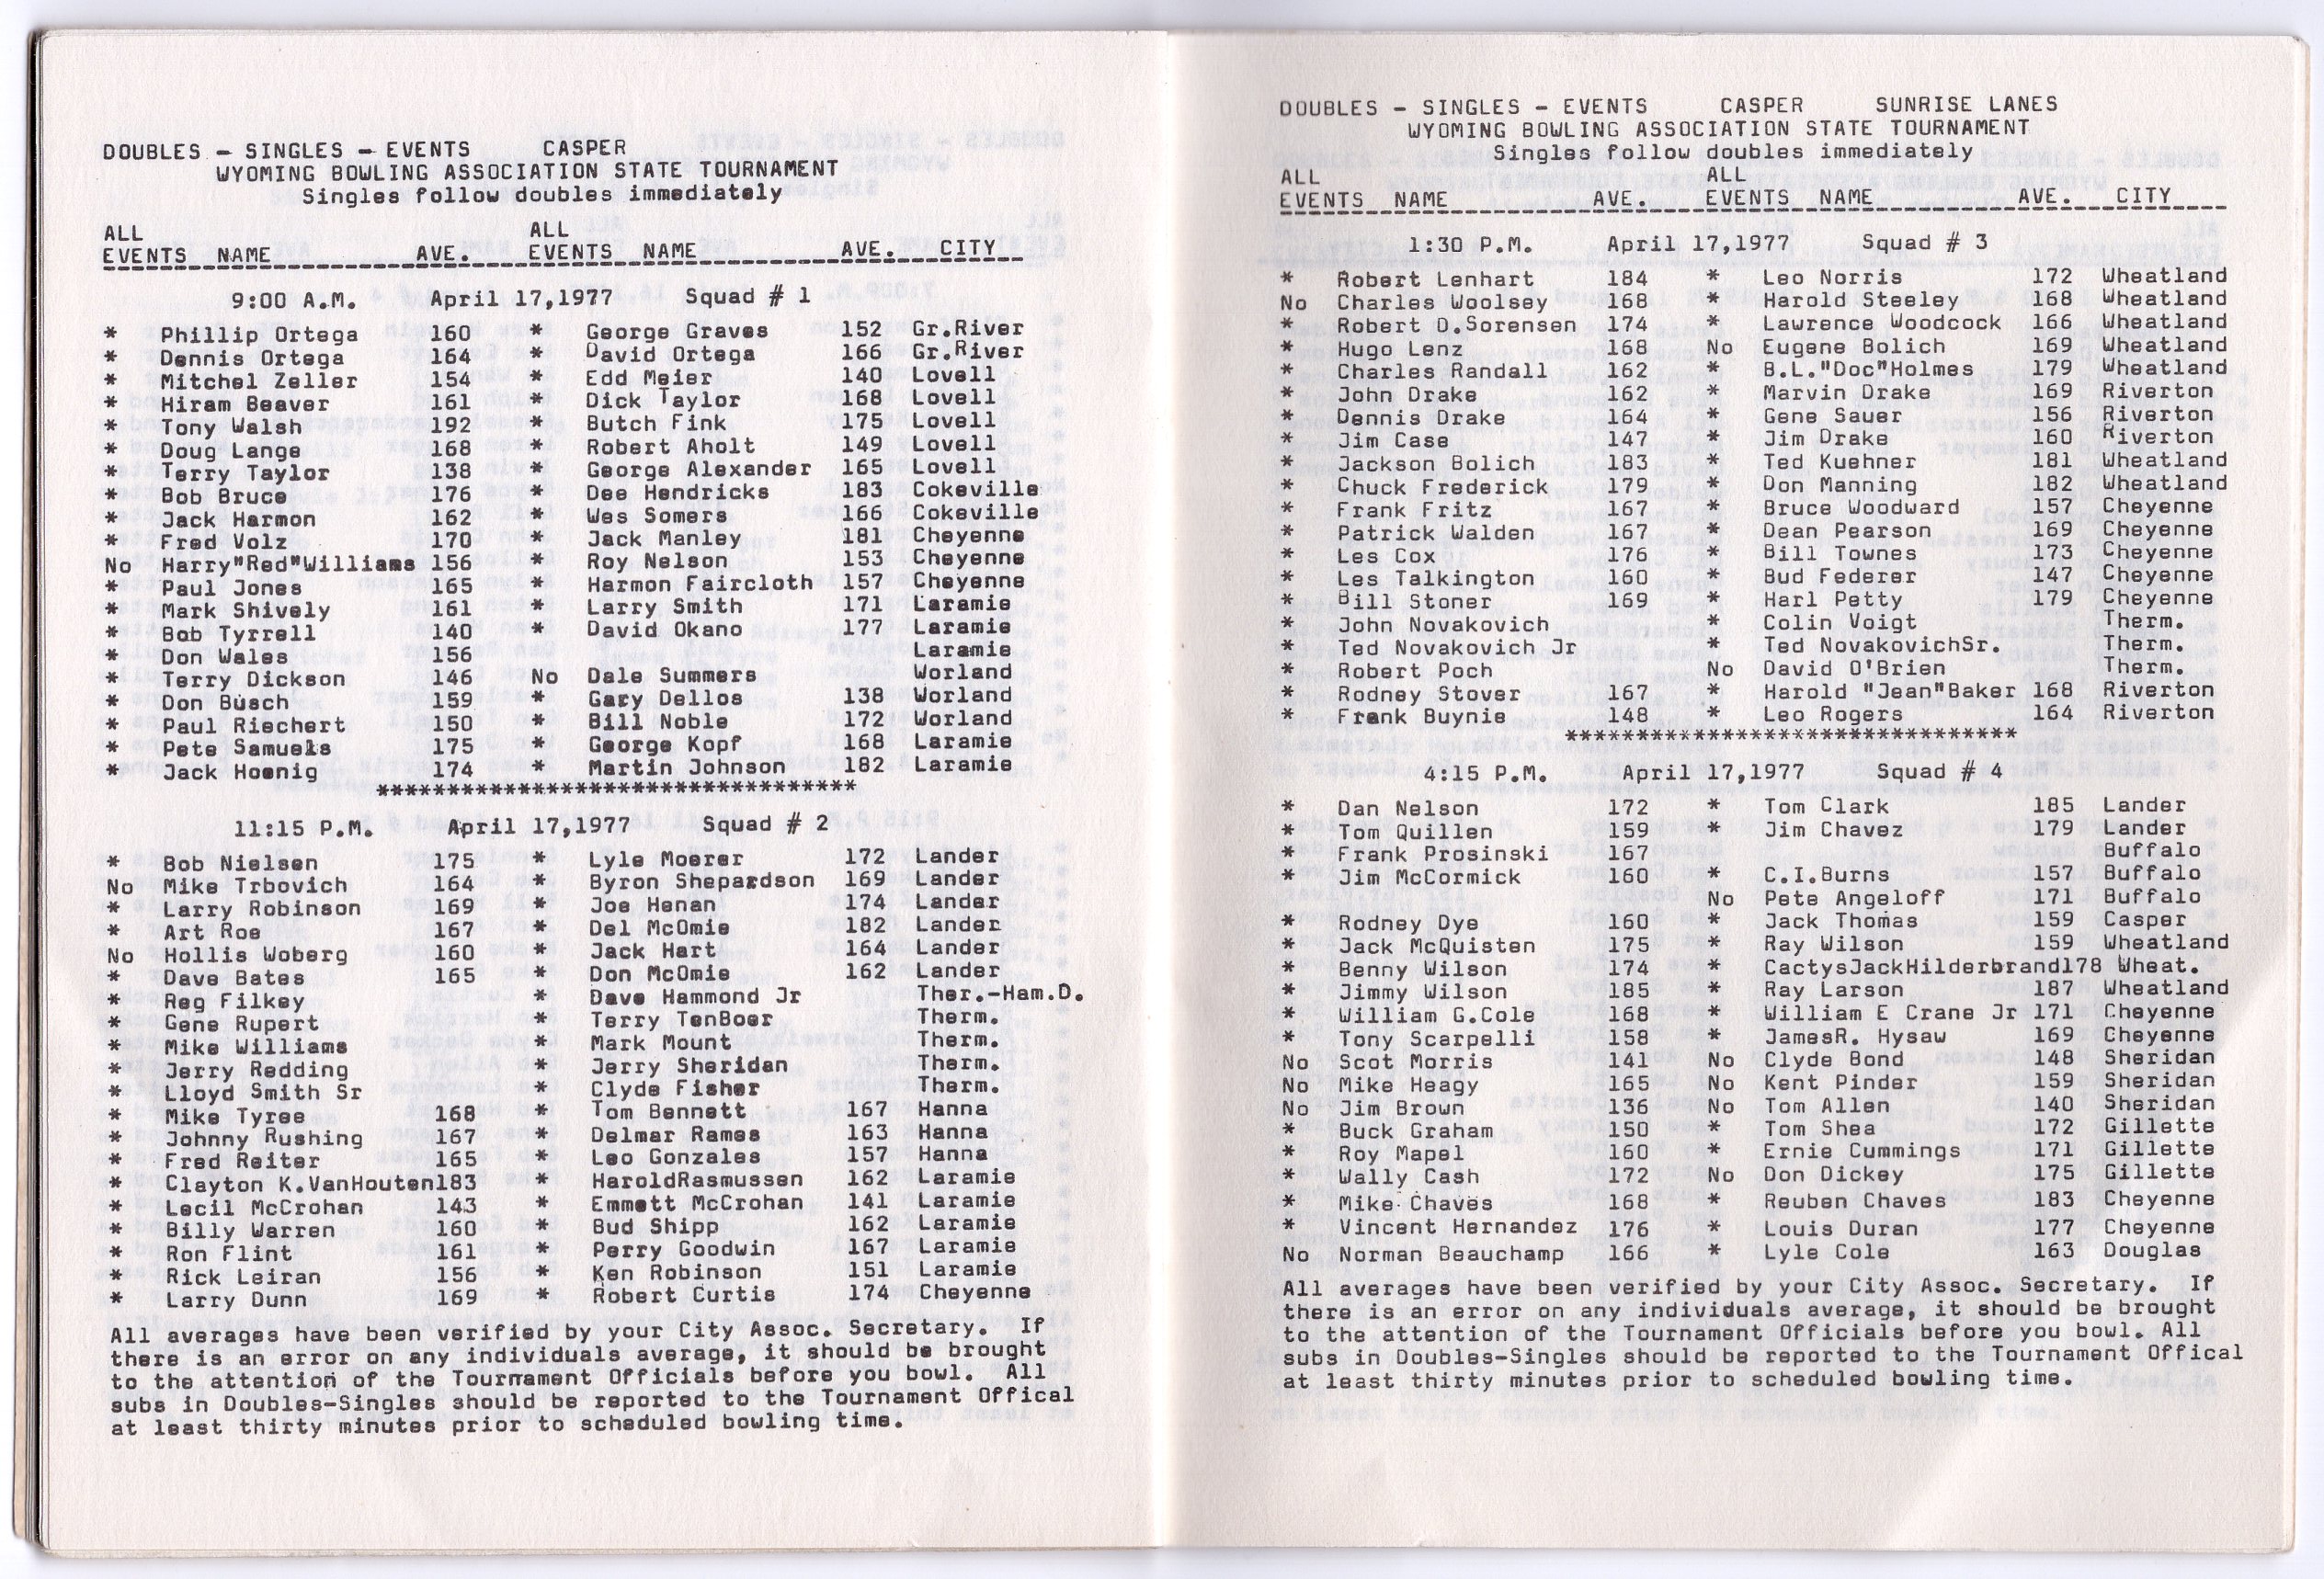 DOUBLES - SINGLES - EVENTS CASPER
WYOMING BOWLING ASSOCIATION STATE TOURNAMENT
Singles follow doubles immediately
ALL ALL
EVENTS NAME AVE. EVENTS NAME AVE. CITY
9:00 A.M. April 17,1977 Squad # 1
* Phillip Ortega 160 * George Graves 152 Gr.River
* Dennis Ortega 164 * David Ortega 166 Gr.River
* Mitchel Zeller 154 * Edd Meier 140 Lovell
* Hiram Beaver 161 * Dick Taylor 168 Lovell
* Tony Walsh 192 * Butch Fink 175 Lovell
* Doug Lange 168 * Robert Aholt 149 Lovell
* Terry Taylor 138 * George Alexander 165 Lovell
* Bob Bruce 176 * Dee Hendricks 183 Cokeville
* Jack Harmon 162 * Wes Somers 166 Cokeville
* Fred Volz 170 * Jack Manley 181 Cheyenne
No Harry"Red"Williams 156 * Roy Nelson 153 Cheyenne
* Paul Jones 165 * Harmon Faircloth 157 Cheyenne
* Mark Shively 161 * Larry Smith 171 Laramie
* Bob Tyrrell 140 * David Okano 177 Laramie
* Don Wales 156 Laramie
* Terry Dickson 146 No Dale Summers Worland
* Don Busch 159 * Gary Dellos 138 Worland
* Paul Riechert 150 * Bill Noble 172 Worland
* Pete Samuels 175 * George Kopf 168 Laramie
* Jack Hoenig 174 * Martin Johnson 182 Laramie
**********************************
11:15 P.M. April 17,1977 Squad # 2
* Bob Nielsen 175 * Lyle Moerer 172 Lander
No Mike Trbovich 164 * Byron Shepardson 169 Lander
* Larry Robinson 169 * Joe Henan 174 Lander
* Art Roe 167 * Del McOmie 182 Lander
No Hollis Woberg 160 * Jack Hart 164 Lander
* Dave Bates 165 * Don McOmie 162 Lander
* Reg Filkey * Dave Hammond Jr Ther.-Ham.D.
* Gene Rupert * Terry TenBoer Therm.
* Mike Williams * Mark Mount Therm.
* Jerry Redding * Jerry Sheridan Therm.
* Lloyd Smith Sr * Clyde Fisher Therm.
* Mike Tyree 168 * Tom Bennett 167 Hanna
* Johnny Rushing 167 * Delmar Rames 163 Hanna
* Fred Reiter 165 * Leo Gonzales 157 Hanna
* Clayton K.VanHouten183 * HaroldRasmussen 162 Laramie
* Lecil McCrohan 143 * Emmett McCrohan 141 Laramie
* Billy Warren 160 * Bud Shipp 162 Laramie
* Ron Flint 161 * Perry Goodwin 167 Laramie
* Rick Leiran 156 * Ken Robinson 151 Laramie
* Larry Dunn 169 * Robert Curtis 174 Cheyenne
All averages have been verified by your City Assoc. Secretary. If
there is an error on any individuals average, it should be brought
to the attention of the Tournament Officials before you bowl. All
subs in Doubles-Singles should be reported to the Tournament Offical
at least thirty minutes prior to scheduled bowling time.
DOUBLES - SINGLES - EVENTS CASPER SUNRISE LANES
WYOMING BOWLING ASSOCIATION STATE TOURNAMENT
Singles follow doubles immediately
ALL ALL
EVENTS NAME AVE. EVENTS NAME AVE. CITY
1:30 P.M. April 17,1977 Squad # 3
* Robert Lenhart 184 * Leo Norris 172 Wheatland
No Charles Woolsey 168 * Harold Steeley 168 Wheatland
* Robert D.Sorensen 174 * Lawrence Woodcock 166 Wheatland
* Hugo Lenz 168 No Eugene Bolich 169 Wheatland
* Charles Randall 162 * B.L."Doc"Holmes 179 Wheatland
* John Drake 162 * Marvin Drake 169 Riverton
* Dennis Drake 164 * Gene Sauer 156 Riverton
* Jim Case 147 * Jim Drake 160 Riverton
* Jackson Bolich 183 * Ted Kuehner 181 Wheatland
* Chuck Frederick 179 * Don Manning 182 Wheatland
* Frank Fritz 167 * Bruce Woodward 157 Cheyenne
* Patrick Walden 167 * Dean Pearson 169 Cheyenne
* Les Cox 176 * Bill Townes 173 Cheyenne
* Les Talkington 160 * Bud Federer 147 Cheyenne
* Bill Stoner 169 * Harl Petty 179 Cheyenne
* John Novakovich * Colin Voigt Therm.
* Ted Novakovich Jr * Ted NovakovichSr. Therm.
* Robert Poch No David O'Brien Therm.
* Rodney Stover 167 * Harold "Jean"Baker 168 Riverton
* Frank Buynie 148 * Leo Rogers 164 Riverton
********************************
4:15 P.M. April 17,1977 Squad # 4
* Dan Nelson 172 * Tom Clark 185 Lander
* Tom Quillen 159 * Jim Chavez 179 Lander
* Frank Prosinski 167 Buffalo
* Jim McCormick 160 * C.I.Burns 157 Buffalo
No Pete Angeloff 171 Buffalo
* Rodney Dye 160 * Jack Thomas 159 Casper
* Jack McQuisten 175 * Ray Wilson 159 Wheatland
* Benny Wilson 174 * CactysJackHilderbrand178 Wheat.
* Jimmy Wilson 185 * Ray Larson 187 Wheatland
* William G.Cole 168 * William E Crane Jr 171 Cheyenne
* Tony Scarpelli 158 * JamesR. Hysaw 169 Cheyenne
No Scot Morris 141 No Clyde Bond 148 Sheridan
No Mike Heagy 165 No Kent Pinder 159 Sheridan
No Jim Brown 136 No Tom Allen 140 Sheridan
* Buck Graham 150 * Tom Shea 172 Gillette
* Roy Mapel 160 * Ernie Cummings 171 Gillette
* Wally Cash 172 No Don Dickey 175 Gillette
* Mike Chaves 168 * Reuben Chaves 183 Cheyenne
* Vincent Hernandez 176 * Louis Duran 177 Cheyenne
No Norman Beauchamp 166 * Lyle Cole 163 Douglas
All averages have been verified by your City Assoc. Secretary. If
there is an error on any individuals average, it should be brought
to the attention of the Tournament Officials before you bowl. All
subs in Doubles-Singles should be reported to the Tournament Offical
at least thirty minutes prior to scheduled bowling time.